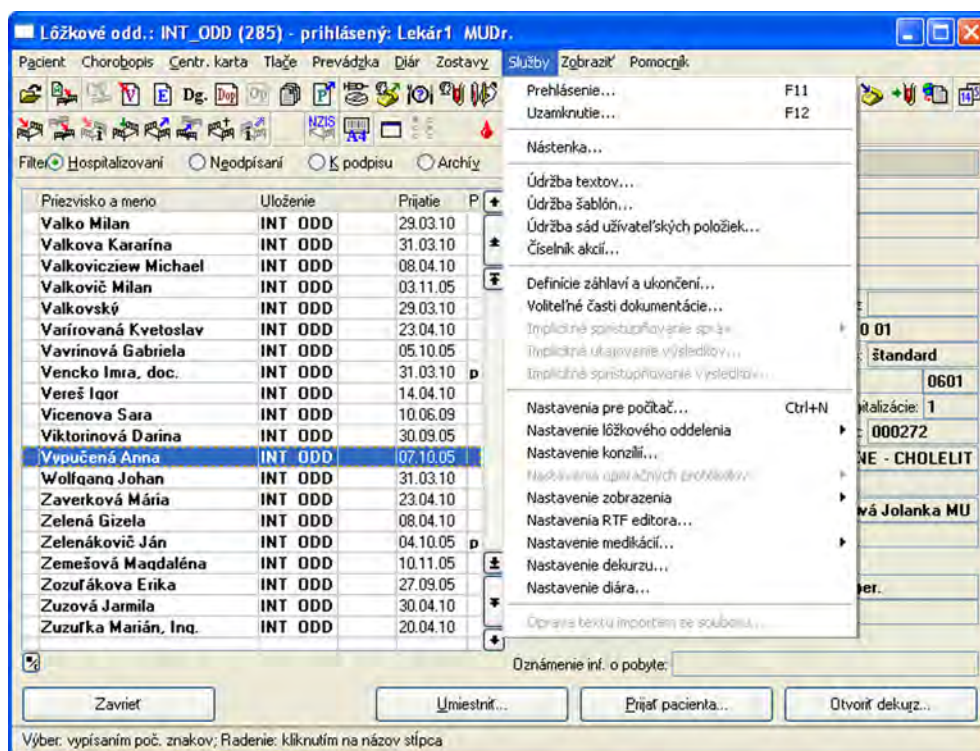 Lôžkové odd.: INT_ODD (285) - prihlásený: Lekár1 MUDr.
Pacient Chorobopis Centr. karta Tlače Prevádzka Diár Zostavy Služby Zobraziť Pomocník
Dg. Dop Op
NZIS A4
Filter Hospitalizovaní Neodpísaní K podpisu Archív
Priezvisko a meno Uloženie Prijatie P
Valko Milan INT ODD 29.03.10
Valkova Kararína INT ODD 31.03.10
Valkovicziew Michael INT ODD 08.04.10
Valkovič Milan INT ODD 03.11.05
Valkovský INT ODD 29.03.10
Varírovaná Kvetoslav INT ODD 23.04.10
Vavrinová Gabriela INT ODD 05.10.05
Vencko Imra, doc. INT ODD 31.03.10 p
Vereš Igor INT ODD 14.04.10
Vicenova Sara INT ODD 10.06.09
Viktorinová Darina INT ODD 30.09.05
Vypučená Anna INT ODD 07.10.05
Wolfgang Johan INT ODD 31.03.10
Zaverková Mária INT ODD 23.04.10
Zelená Gizela INT ODD 08.04.10
Zelenákovič Ján INT ODD 04.10.05 p
Zemešová Magdaléna INT ODD 10.11.05
Zozuľákova Erika INT ODD 27.09.05
Zuzová Jarmila INT ODD 30.04.10
Zuzuľka Marián, Ing. INT ODD 20.04.10
Prehlásenie... F11
Uzamknutie... F12
Nástenka...
Údržba textov...
Údržba šablón...
Údržba sád užívateľských položiek...
Číselník akcií...
Definície záhlaví a ukončení...
Voliteľné časti dokumentácie...
Implicitné sprístupňovanie správ
Implicitné utajovanie výsledkov...
Implicitné sprístupňovanie výsledkov...
Nastavenia pre počítač... Ctrl+N
Nastavenie lôžkového oddelenia
Nastavenie konzílií...
Nastavenia operačných protokolov
Nastavenie zobrazenia
Nastavenia RTF editora...
Nastavenie medikácií...
Nastavenie dekurzu...
Nastavenie diára...
Oprava textu importem ze souboru...
0 01
štandard
0601
italizácie: 1
000272
NE - CHOLELIT
vá Jolanka MU
per.
Oznámenie inf. o pobyte:
Zavrieť Umiestniť... Prijať pacienta... Otvoriť dekurz...
Výber: vypísaním poč. znakov; Radenie: kliknutím na názov stĺpca